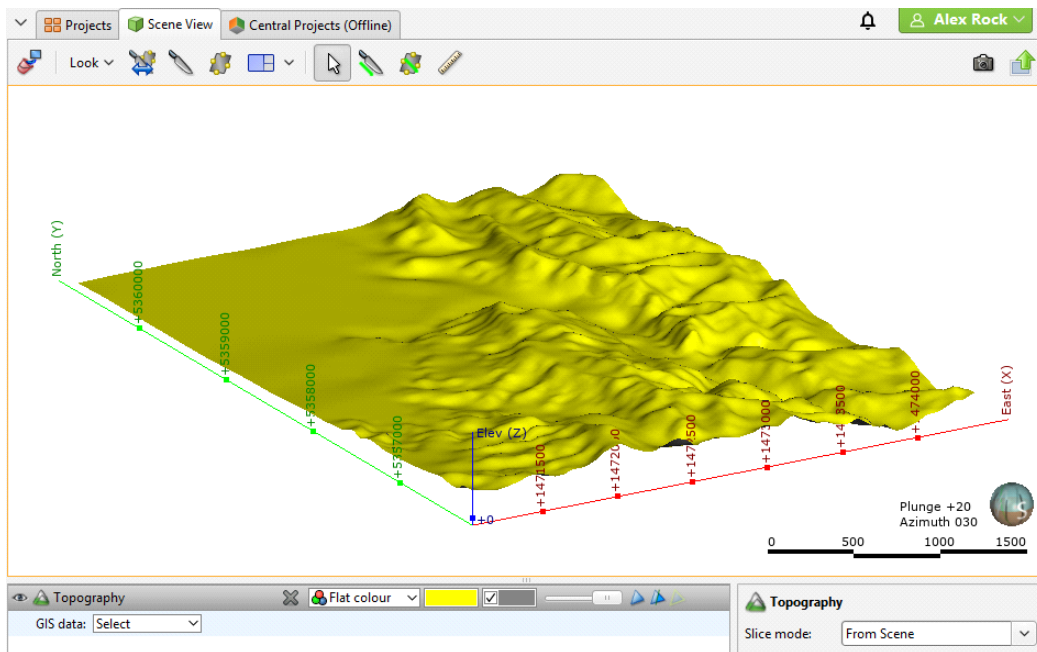 Projects
Scene View
Central Projects (Offline)
Alex Rock
Look
North (Y)
+5360000
+5359000
+5358000
+5357000
Elev (Z)
+0
+1471500
+1472500
+1473000
+1473500
+1474000
East (X)
Plunge +20
Azimuth 030
S
0 500 1000 1500
Topography
Flat colour
GIS data: Select
Topography
Slice mode: From Scene